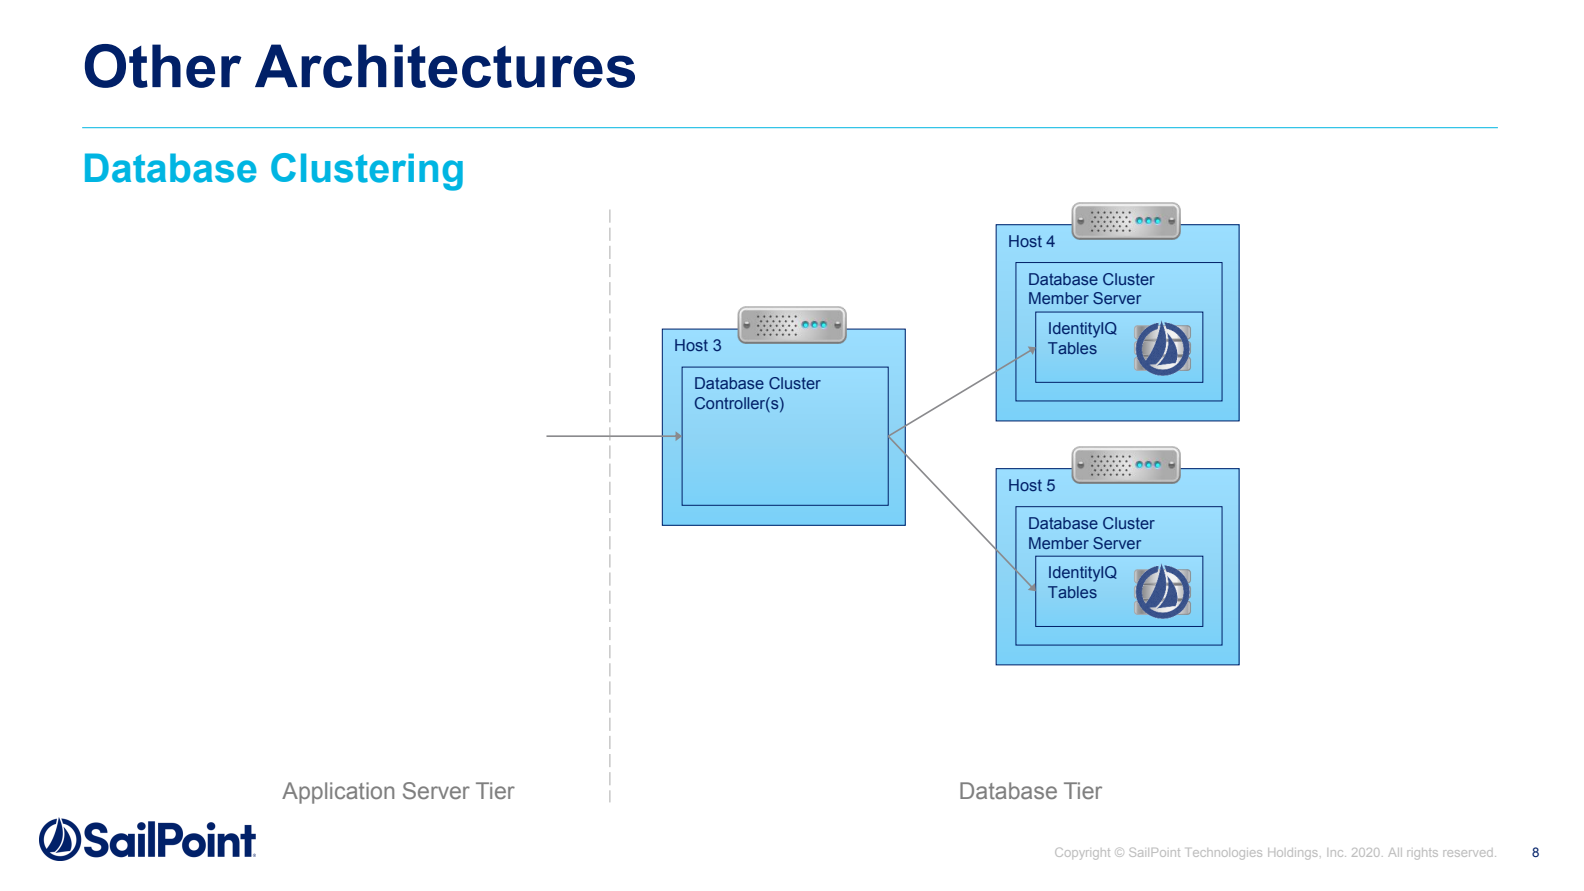 Other Architectures
Database Clustering
Host 4
Database Cluster
Member Server
IdentityIQ
Tables
Host 3
Database Cluster
Controller(s)
Host 5
Database Cluster
Member Server
IdentityIQ
Tables
Application Server Tier
Database Tier
SailPoint
Copyright © SailPoint Technologies Holdings, Inc. 2020. All rights reserved.
8